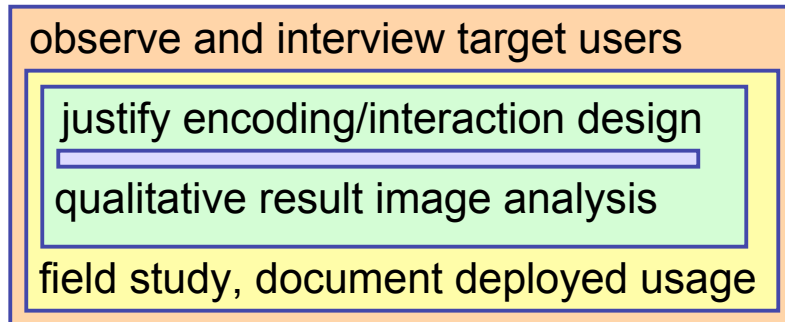 observe and interview target users
justify encoding/interaction design
qualitative result image analysis
field study, document deployed usage